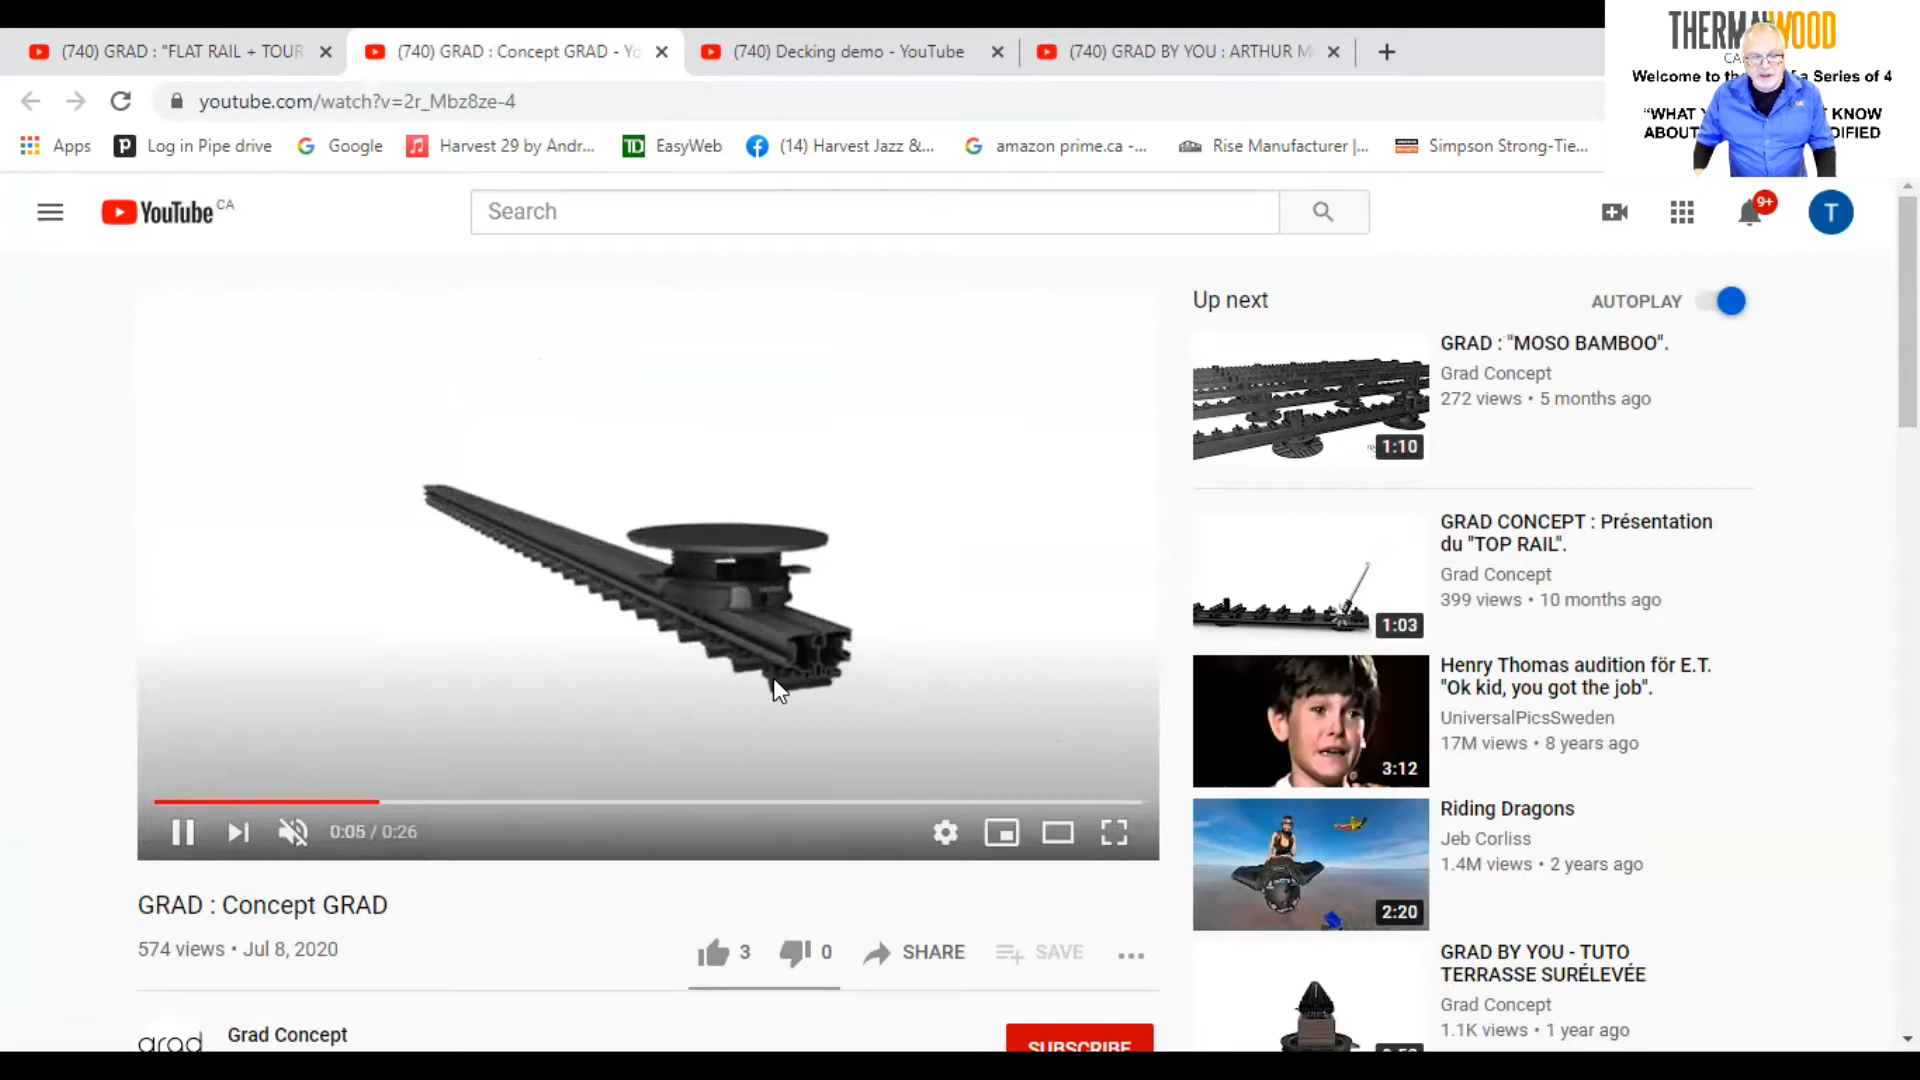 (740) GRAD : "FLAT RAIL + TOUR
(740) GRAD : Concept GRAD - Yo
(740) Decking demo - YouTube
(740) GRAD BY YOU : ARTHUR M
youtube.com/watch?v=2r_Mbz8ze-4
Apps
Log in Pipe drive
Google
Harvest 29 by Andr...
TD
EasyWeb
(14) Harvest Jazz &...
amazon prime.ca -...
Rise Manufacturer |...
Simpson Strong-Tie...
THERMA WOOD
CA
Welcome to th a Series of 4
“WHAT Y KNOW
ABOUT DIFIED
YouTube CA
Search
9+
T
Up next
AUTOPLAY
GRAD : "MOSO BAMBOO".
Grad Concept
272 views • 5 months ago
1:10
GRAD CONCEPT : Présentation
du "TOP RAIL".
Grad Concept
399 views • 10 months ago
1:03
Henry Thomas audition för E.T.
"Ok kid, you got the job".
UniversalPicsSweden
17M views • 8 years ago
3:12
Riding Dragons
Jeb Corliss
1.4M views • 2 years ago
2:20
GRAD BY YOU - TUTO
TERRASSE SURÉLEVÉE
Grad Concept
1.1K views • 1 year ago
0:05 / 0:26
GRAD : Concept GRAD
574 views • Jul 8, 2020
3
0
SHARE
SAVE
grad
Grad Concept
SUBSCRIBE